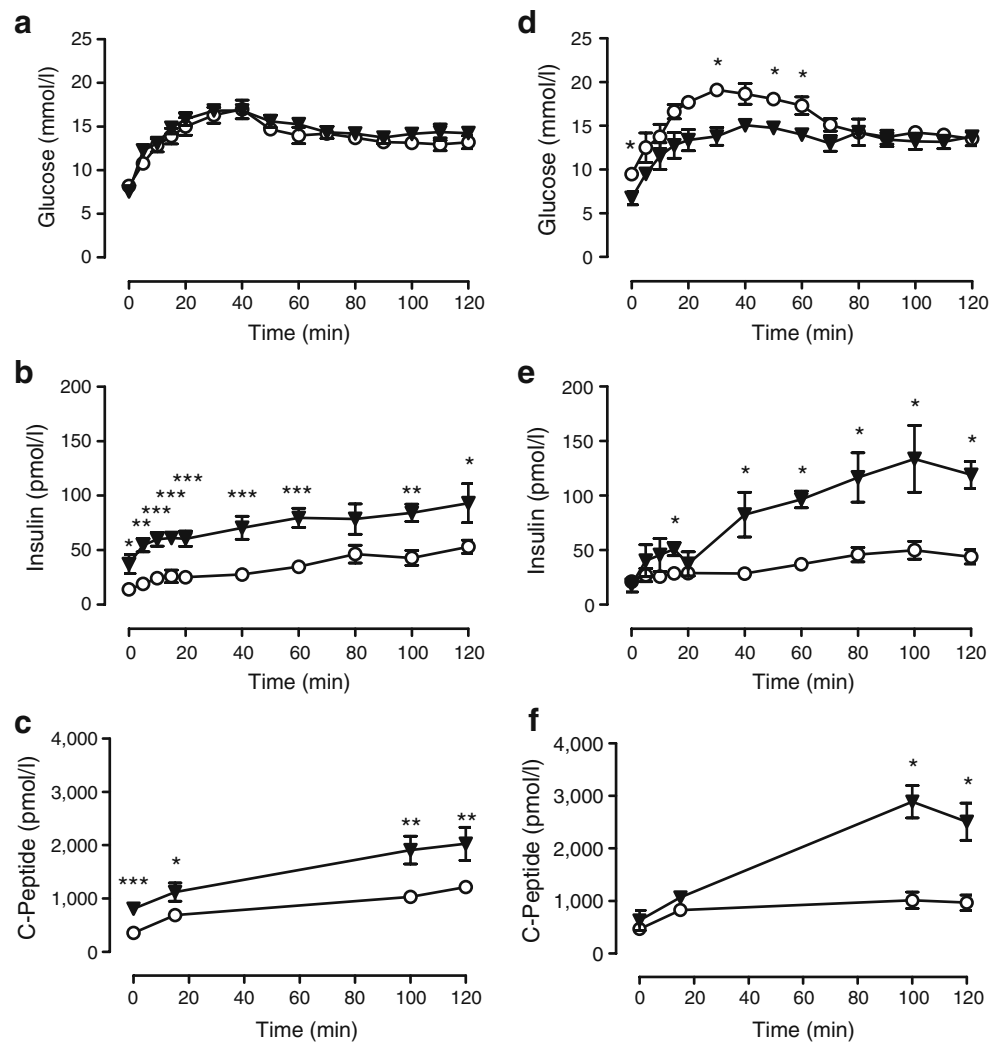 a
Glucose (mmol/l)
25
20
15
10
5
0
0 20 40 60 80 100 120
Time (min)
d
Glucose (mmol/l)
25
20
15
10
5
0
* * * *
0 20 40 60 80 100 120
Time (min)
b
Insulin (pmol/l)
200
150
100
50
0
* ** *** *** *** *** *** ** *
0 20 40 60 80 100 120
Time (min)
e
Insulin (pmol/l)
200
150
100
50
0
* * * * * *
0 20 40 60 80 100 120
Time (min)
c
C-Peptide (pmol/l)
4,000
3,000
2,000
1,000
0
*** * ** **
0 20 40 60 80 100 120
Time (min)
f
C-Peptide (pmol/l)
4,000
3,000
2,000
1,000
0
* *
0 20 40 60 80 100 120
Time (min)